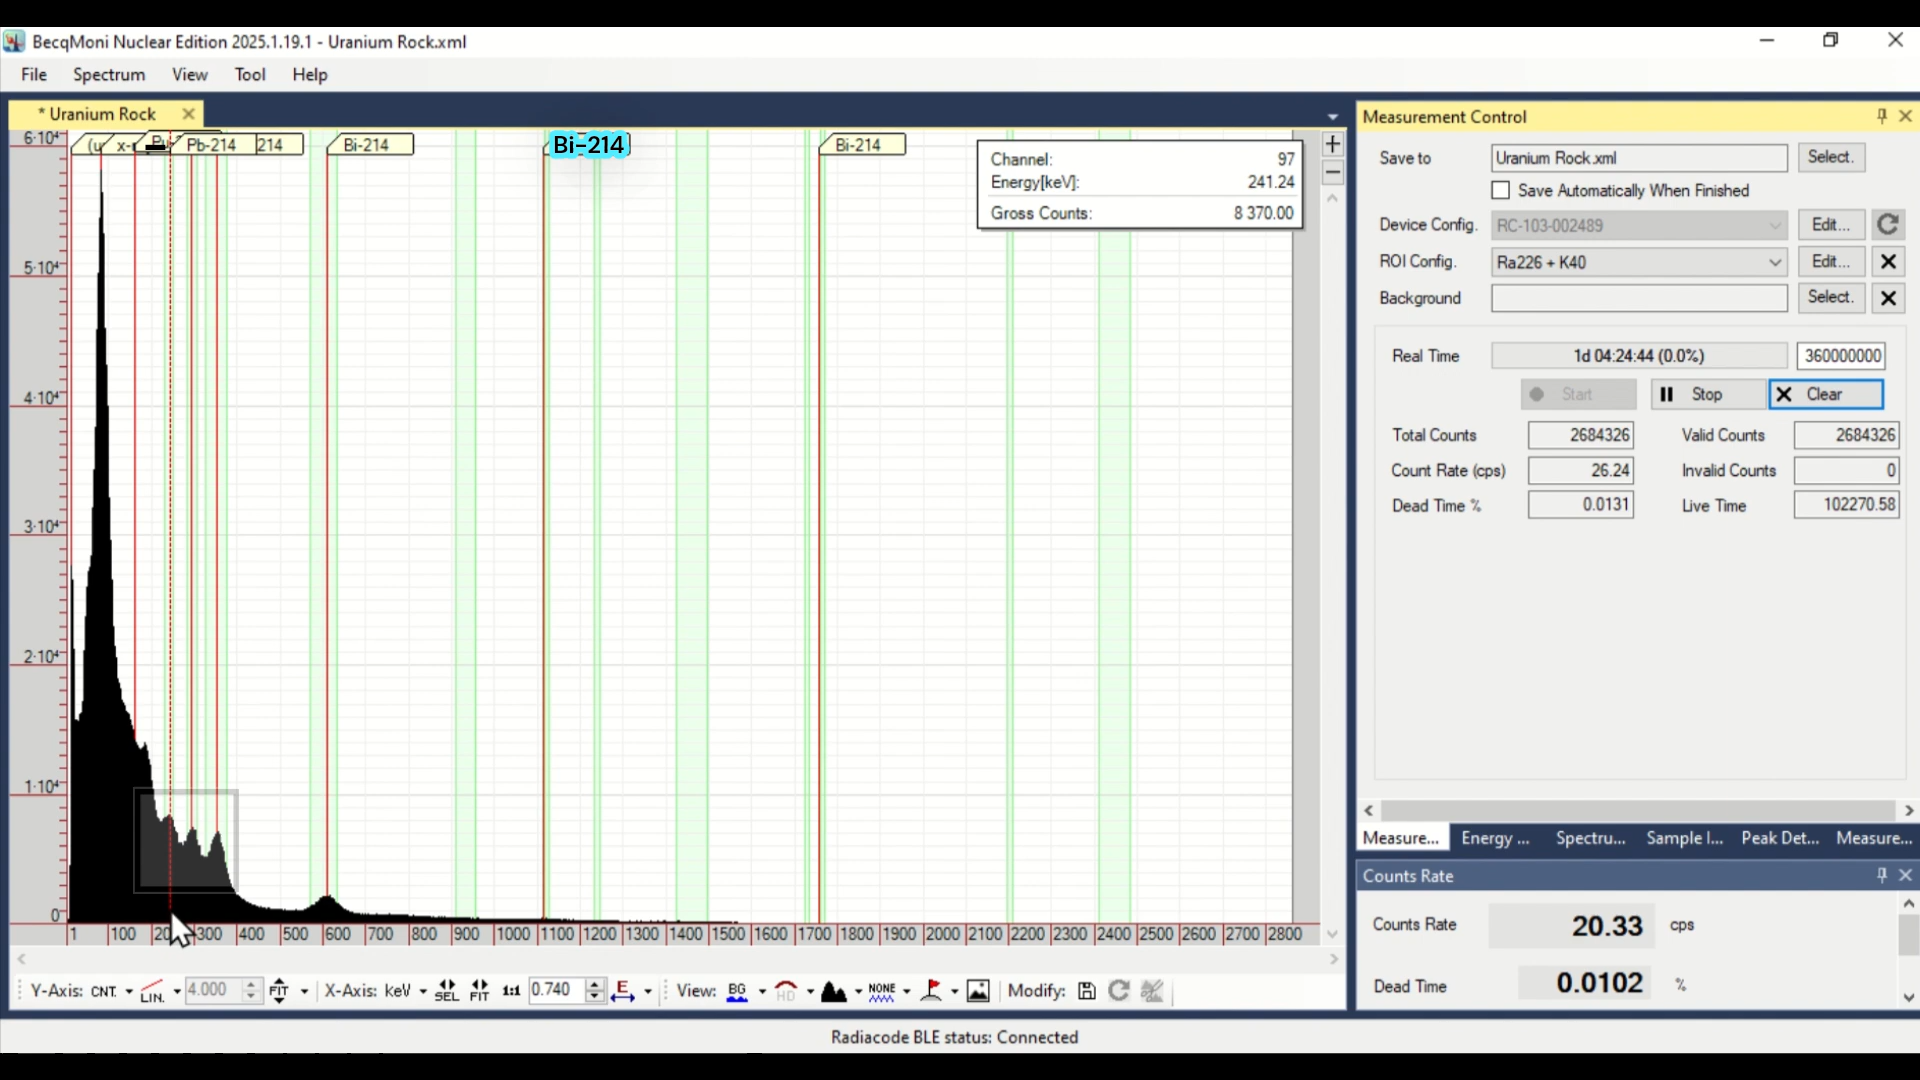 BecqMoni Nuclear Edition 2025.1.19.1 - Uranium Rock.xml
File Spectrum View Tool Help
* Uranium Rock
Measurement Control
Save to Uranium Rock.xml Select.
Save Automatically When Finished
Device Config. RC-103-002489 Edit...
ROI Config. Ra226 + K40 Edit...
Background Select.
Real Time 1d 04:24:44 (0.0%) 360000000
Start Stop Clear
Total Counts 2684326 Valid Counts 2684326
Count Rate (cps) 26.24 Invalid Counts 0
Dead Time % 0.0131 Live Time 102270.58
Pb-214 214 Bi-214 Bi-214 Bi-214
Channel: 97
Energy[keV]: 241.24
Gross Counts: 8 370.00
6·10⁴
5·10⁴
4·10⁴
3·10⁴
2·10⁴
1·10⁴
0
1 100 300 400 500 600 700 800 900 1000 1100 1200 1300 1400 1500 1600 1700 1800 1900 2000 2100 2200 2300 2400 2500 2600 2700 2800
Measure... Energy ... Spectru... Sample I... Peak Det... Measure...
Counts Rate
Counts Rate 20.33 cps
Dead Time 0.0102 %
Y-Axis: CNT. LIN. 4.000 FIT X-Axis: keV SEL FIT 1:1 0.740 E View: BG HD NONE Modify:
Radiacode BLE status: Connected